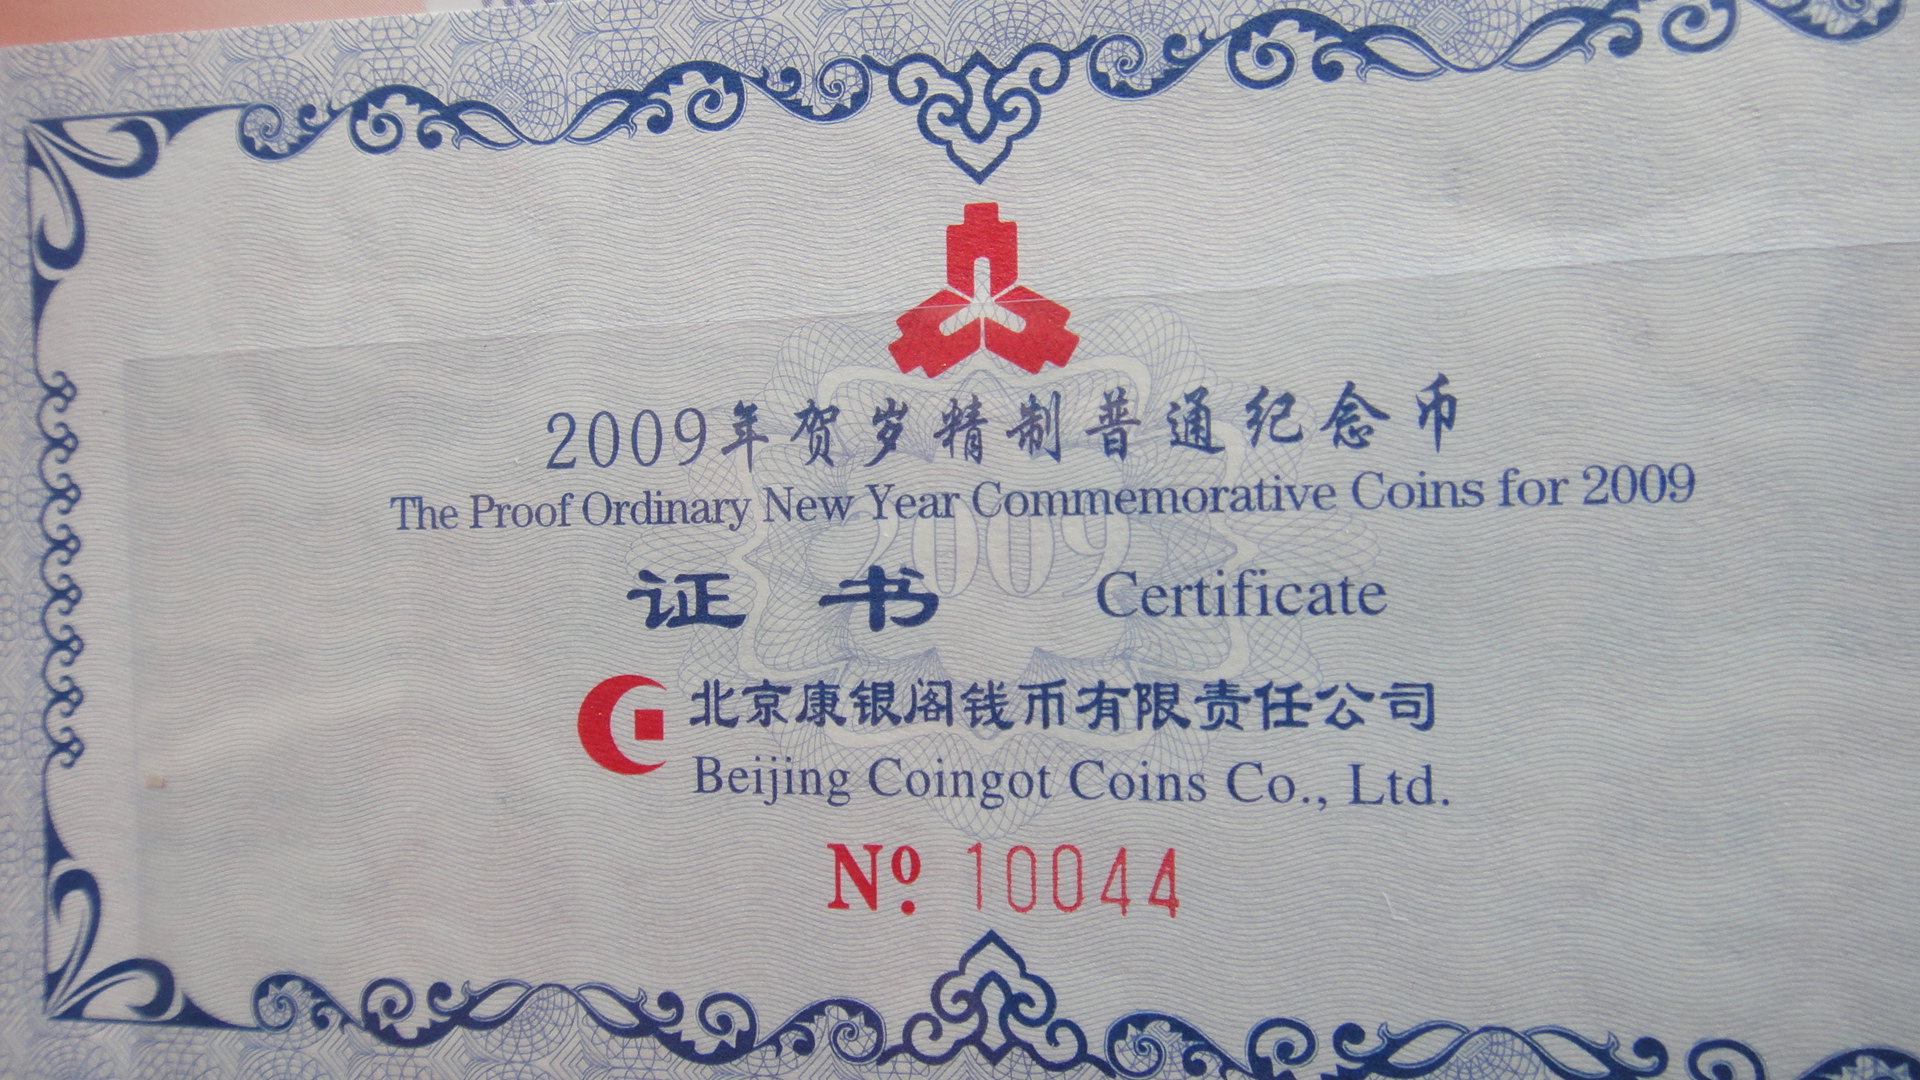 2009年贺岁精制普通纪念币
The Proof Ordinary New Year Commemorative Coins for 2009
2009
证书 Certificate
北京康银阁钱币有限责任公司
Beijing Coingot Coins Co., Ltd.
Nº 10044